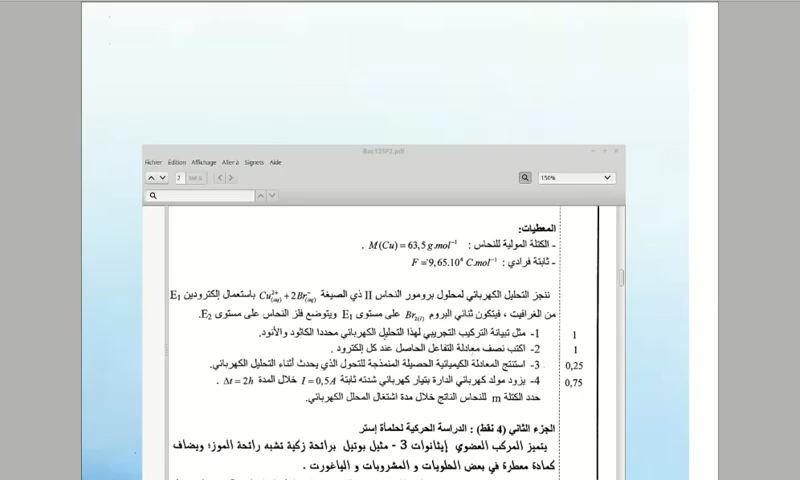 Bac12SP2.pdf
Fichier Édition Affichage Aller à Signets Aide
2 sur 6 150%
المعطيات:
- الكتلة المولية للنحاس : M(Cu) = 63,5 g.mol⁻¹ .
- ثابتة فرادي : F = 9,65.10⁴ C.mol⁻¹
ننجز التحليل الكهربائي لمحلول برومور النحاس II ذي الصيغة Cu²⁺(aq) + 2Br⁻(aq) باستعمال إلكترودين E₁
من الغرافيت ، فيتكون ثنائي البروم Br₂(l) على مستوى E₁ ويتوضع فلز النحاس على مستوى E₂.
1- مثل تبيانة التركيب التجريبي لهذا التحليل الكهربائي محددا الكاثود والأنود. 1
2- اكتب نصف معادلة التفاعل الحاصل عند كل إلكترود . 1
3- استنتج المعادلة الكيميائية الحصيلة المنمذجة للتحول الذي يحدث أثناء التحليل الكهربائي. 0,25
4- يزود مولد كهربائي الدارة بتيار كهربائي شدته ثابتة I = 0,5A خلال المدة Δt = 2h . 0,75
حدد الكتلة m للنحاس الناتج خلال مدة اشتغال المحلل الكهربائي.
الجزء الثاني (4 نقط) : الدراسة الحركية لحلمأة إستر
يتميز المركب العضوي إيثانوات 3 - مثيل بوتيل برائحة زكية تشبه رائحة الموز؛ ويضاف
كمادة معطرة في بعض الحلويات و المشروبات و الياغورت.